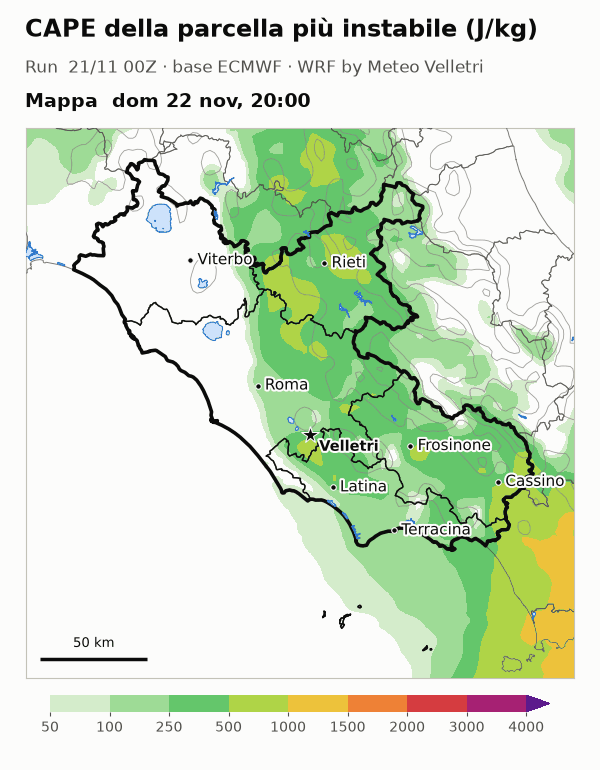 CAPE della parcella più instabile (J/kg)
Run  21/11 00Z · base ECMWF · WRF by Meteo Velletri
Mappa  dom 22 nov, 20:00
Viterbo
Rieti
Roma
Velletri
Frosinone
Cassino
Latina
Terracina
50 km
50 100 250 500 1000 1500 2000 3000 4000